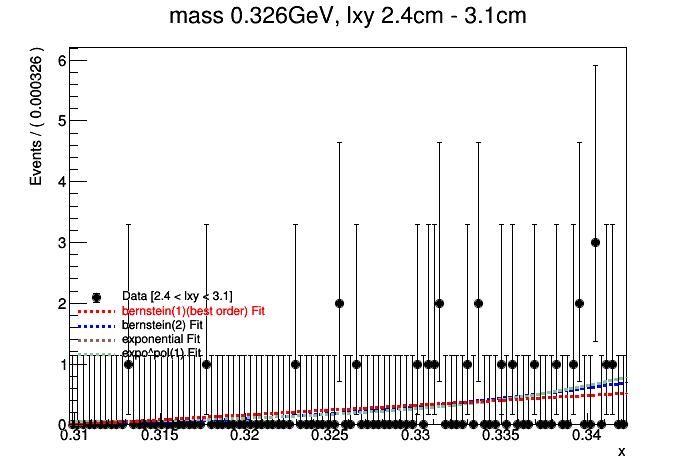 mass 0.326GeV, lxy 2.4cm - 3.1cm
Events / ( 0.000326 )
6
5
4
3
2
1
0
Data [2.4 < lxy < 3.1]
bernstein(1)(best order) Fit
bernstein(2) Fit
exponential Fit
expo^pol(1) Fit
0.31 0.315 0.32 0.325 0.33 0.335 0.34
x